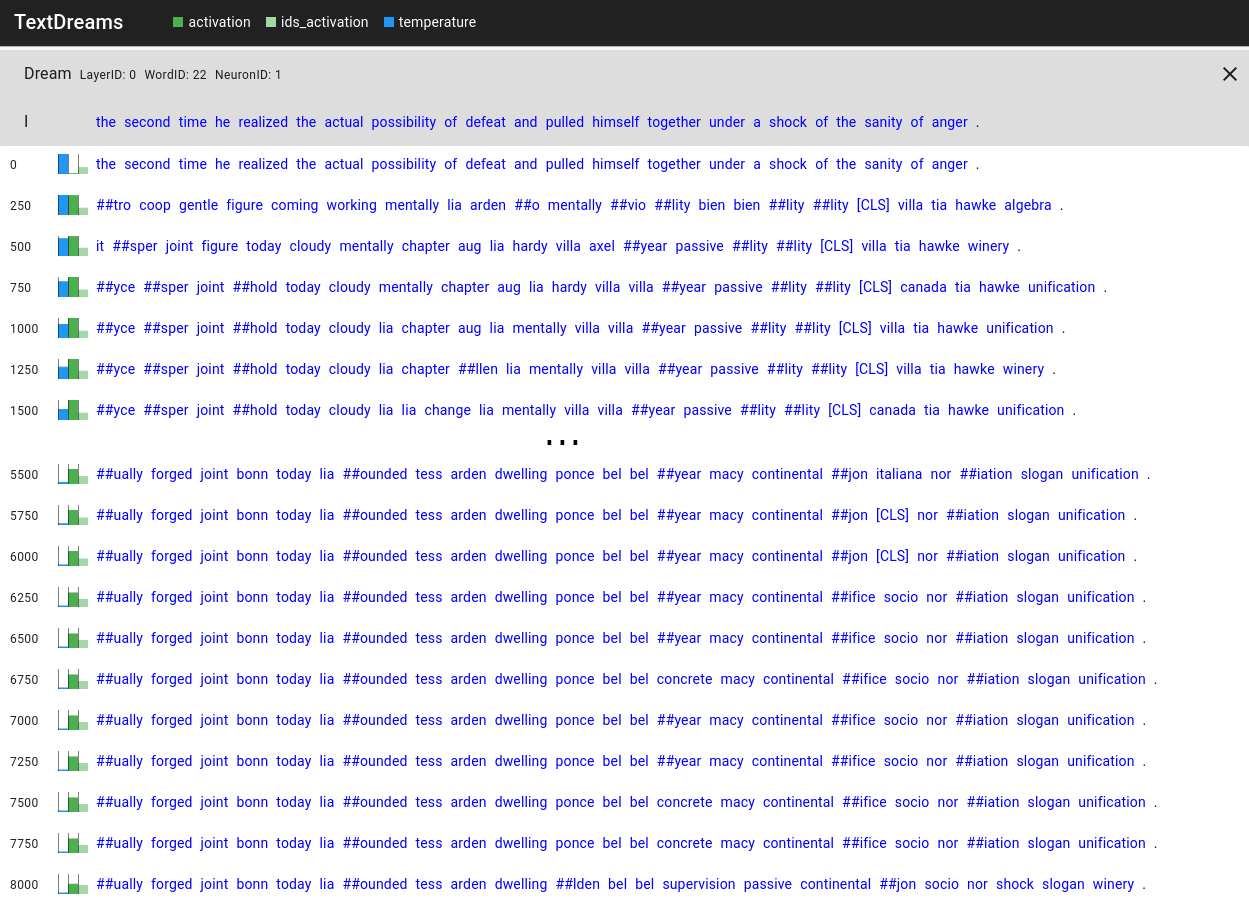 TextDreams activation ids_activation temperature
Dream LayerID: 0 WordID: 22 NeuronID: 1
I the second time he realized the actual possibility of defeat and pulled himself together under a shock of the sanity of anger .
0 the second time he realized the actual possibility of defeat and pulled himself together under a shock of the sanity of anger .
250 ##tro coop gentle figure coming working mentally lia arden ##o mentally ##vio ##lity bien bien ##lity ##lity [CLS] villa tia hawke algebra .
500 it ##sper joint figure today cloudy mentally chapter aug lia hardy villa axel ##year passive ##lity ##lity [CLS] villa tia hawke winery .
750 ##yce ##sper joint ##hold today cloudy mentally chapter aug lia hardy villa villa ##year passive ##lity ##lity [CLS] canada tia hawke unification .
1000 ##yce ##sper joint ##hold today cloudy lia chapter aug lia mentally villa villa ##year passive ##lity ##lity [CLS] villa tia hawke unification .
1250 ##yce ##sper joint ##hold today cloudy lia chapter ##llen lia mentally villa villa ##year passive ##lity ##lity [CLS] villa tia hawke winery .
1500 ##yce ##sper joint ##hold today cloudy lia lia change lia mentally villa villa ##year passive ##lity ##lity [CLS] canada tia hawke unification .
...
5500 ##ually forged joint bonn today lia ##ounded tess arden dwelling ponce bel bel ##year macy continental ##jon italiana nor ##iation slogan unification .
5750 ##ually forged joint bonn today lia ##ounded tess arden dwelling ponce bel bel ##year macy continental ##jon [CLS] nor ##iation slogan unification .
6000 ##ually forged joint bonn today lia ##ounded tess arden dwelling ponce bel bel ##year macy continental ##jon [CLS] nor ##iation slogan unification .
6250 ##ually forged joint bonn today lia ##ounded tess arden dwelling ponce bel bel ##year macy continental ##ifice socio nor ##iation slogan unification .
6500 ##ually forged joint bonn today lia ##ounded tess arden dwelling ponce bel bel ##year macy continental ##ifice socio nor ##iation slogan unification .
6750 ##ually forged joint bonn today lia ##ounded tess arden dwelling ponce bel bel concrete macy continental ##ifice socio nor ##iation slogan unification .
7000 ##ually forged joint bonn today lia ##ounded tess arden dwelling ponce bel bel ##year macy continental ##ifice socio nor ##iation slogan unification .
7250 ##ually forged joint bonn today lia ##ounded tess arden dwelling ponce bel bel ##year macy continental ##ifice socio nor ##iation slogan unification .
7500 ##ually forged joint bonn today lia ##ounded tess arden dwelling ponce bel bel concrete macy continental ##ifice socio nor ##iation slogan unification .
7750 ##ually forged joint bonn today lia ##ounded tess arden dwelling ponce bel bel concrete macy continental ##ifice socio nor ##iation slogan unification .
8000 ##ually forged joint bonn today lia ##ounded tess arden dwelling ##lden bel bel supervision passive continental ##jon socio nor shock slogan winery .